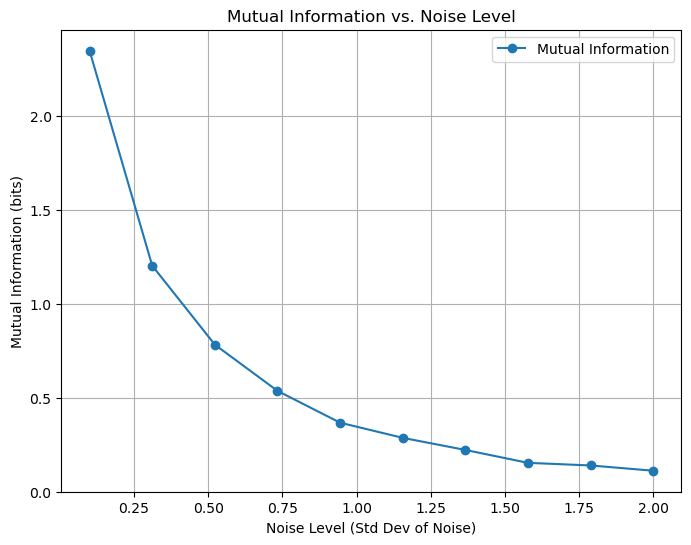 Mutual Information vs. Noise Level
Mutual Information
Mutual Information (bits)
2.0
1.5
1.0
0.5
0.0
0.25 0.50 0.75 1.00 1.25 1.50 1.75 2.00
Noise Level (Std Dev of Noise)